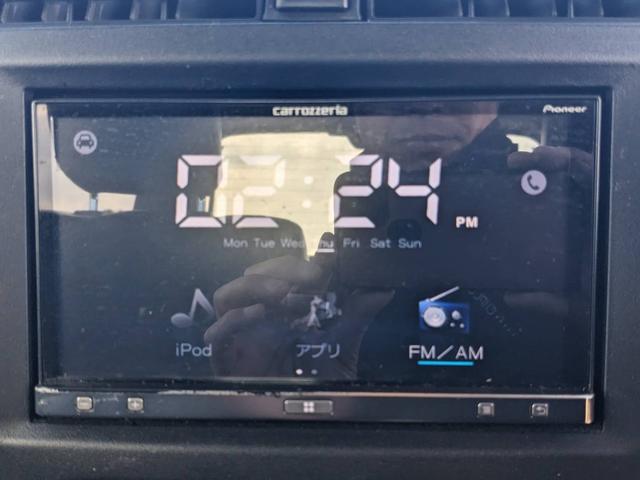 carrozzeria
Pioneer
02:24 PM
Mon Tue Wed Thu Fri Sat Sun
iPod
アプリ
FM／AM